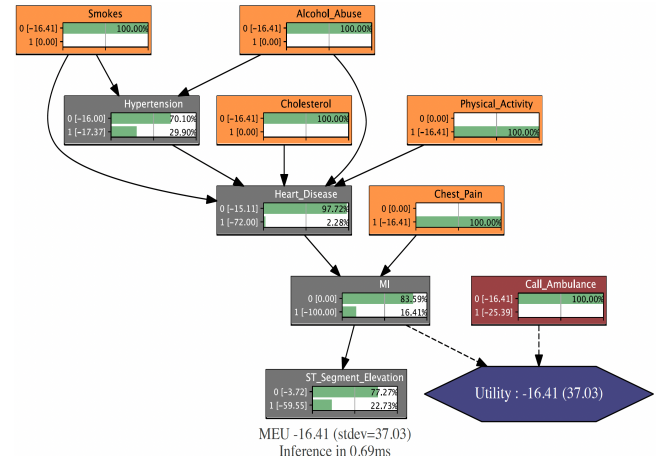 Smokes
0 [-16.41] 100.00%
1 [0.00]
Alcohol_Abuse
0 [-16.41] 100.00%
1 [0.00]
Hypertension
0 [-16.00] 70.10%
1 [-17.37] 29.90%
Cholesterol
0 [-16.41] 100.00%
1 [0.00]
Physical_Activity
0 [0.00]
1 [-16.41] 100.00%
Heart_Disease
0 [-15.11] 97.72%
1 [-72.00] 2.28%
Chest_Pain
0 [0.00]
1 [-16.41] 100.00%
MI
0 [0.00] 83.59%
1 [-100.00] 16.41%
Call_Ambulance
0 [-16.41] 100.00%
1 [-25.39]
ST_Segment_Elevation
0 [-3.72] 77.27%
1 [-59.55] 22.73%
Utility : -16.41 (37.03)
MEU -16.41 (stdev=37.03)
Inference in 0.69ms